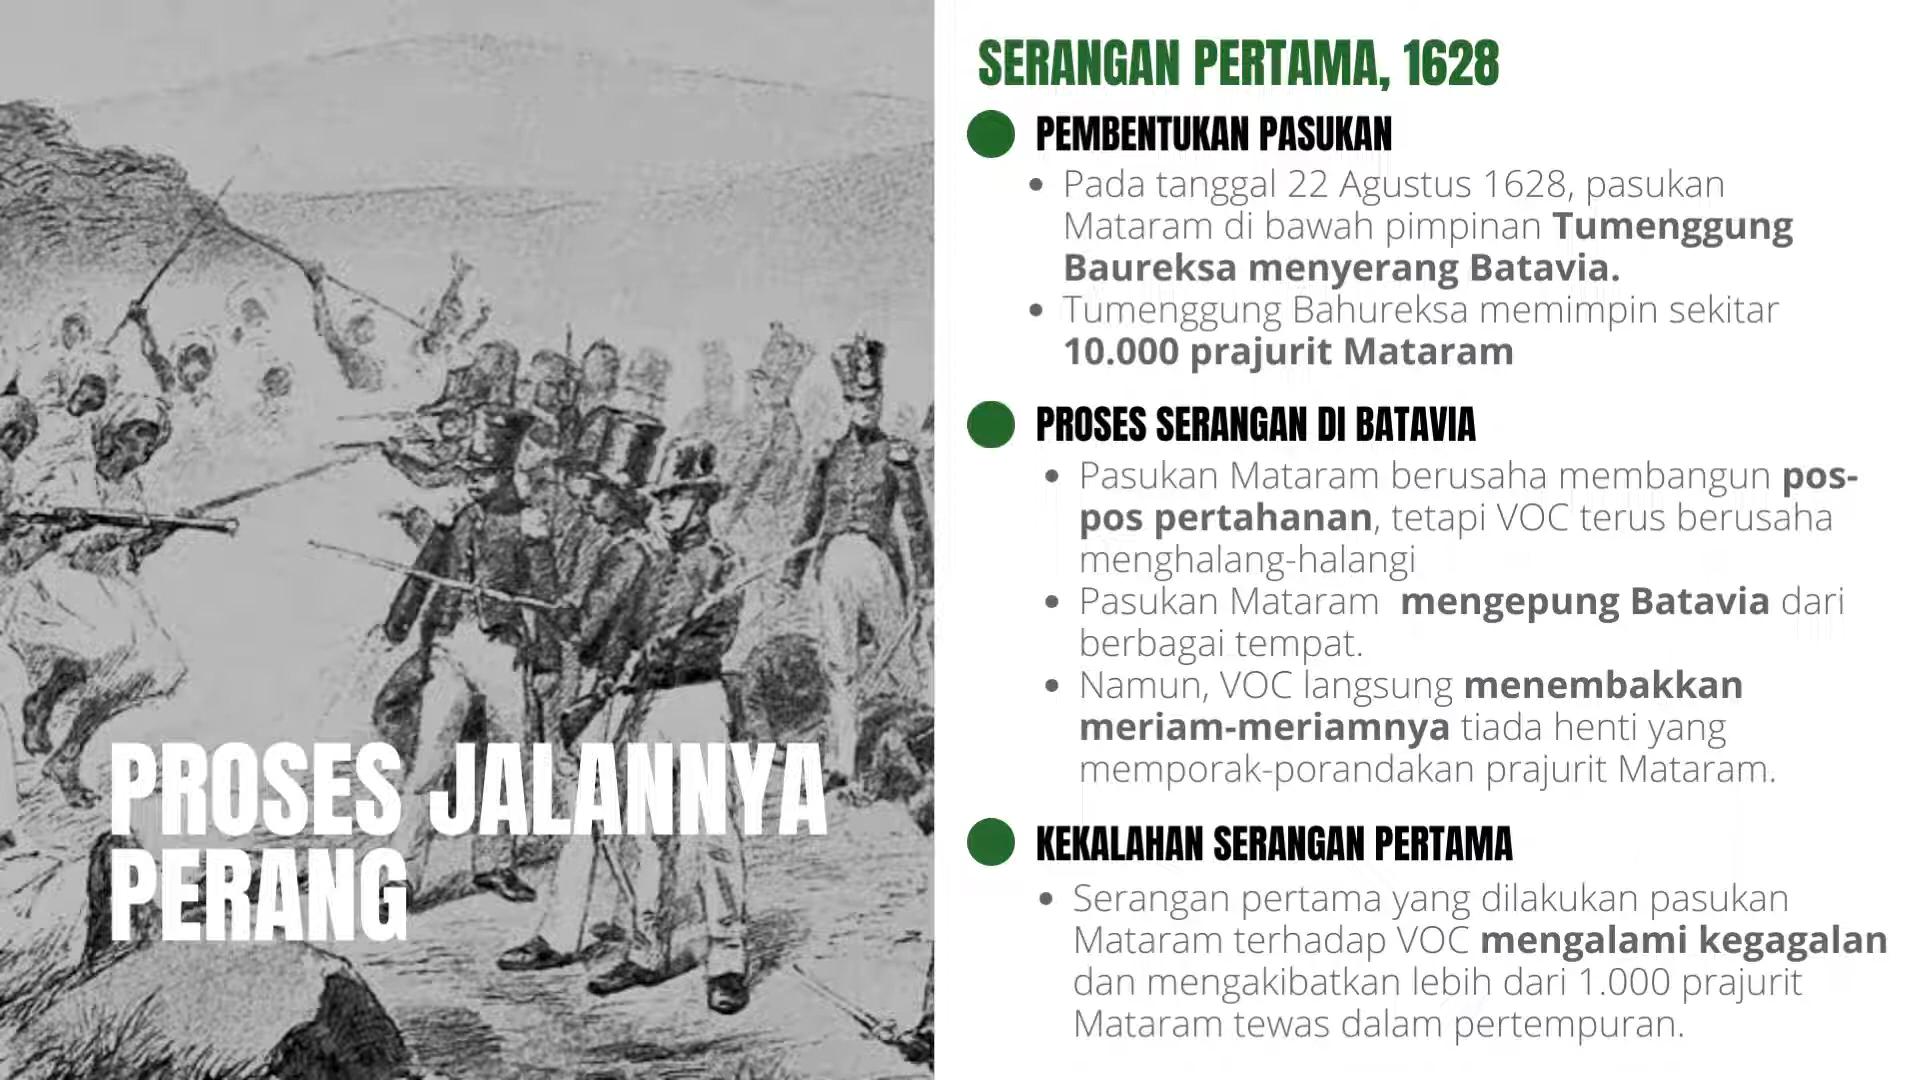 PROSES JALANNYA
PERANG
SERANGAN PERTAMA, 1628
PEMBENTUKAN PASUKAN
• Pada tanggal 22 Agustus 1628, pasukan
Mataram di bawah pimpinan Tumenggung
Baureksa menyerang Batavia.
• Tumenggung Bahureksa memimpin sekitar
10.000 prajurit Mataram
PROSES SERANGAN DI BATAVIA
• Pasukan Mataram berusaha membangun pos-
pos pertahanan, tetapi VOC terus berusaha
menghalang-halangi
• Pasukan Mataram mengepung Batavia dari
berbagai tempat.
• Namun, VOC langsung menembakkan
meriam-meriamnya tiada henti yang
memporak-porandakan prajurit Mataram.
KEKALAHAN SERANGAN PERTAMA
• Serangan pertama yang dilakukan pasukan
Mataram terhadap VOC mengalami kegagalan
dan mengakibatkan lebih dari 1.000 prajurit
Mataram tewas dalam pertempuran.